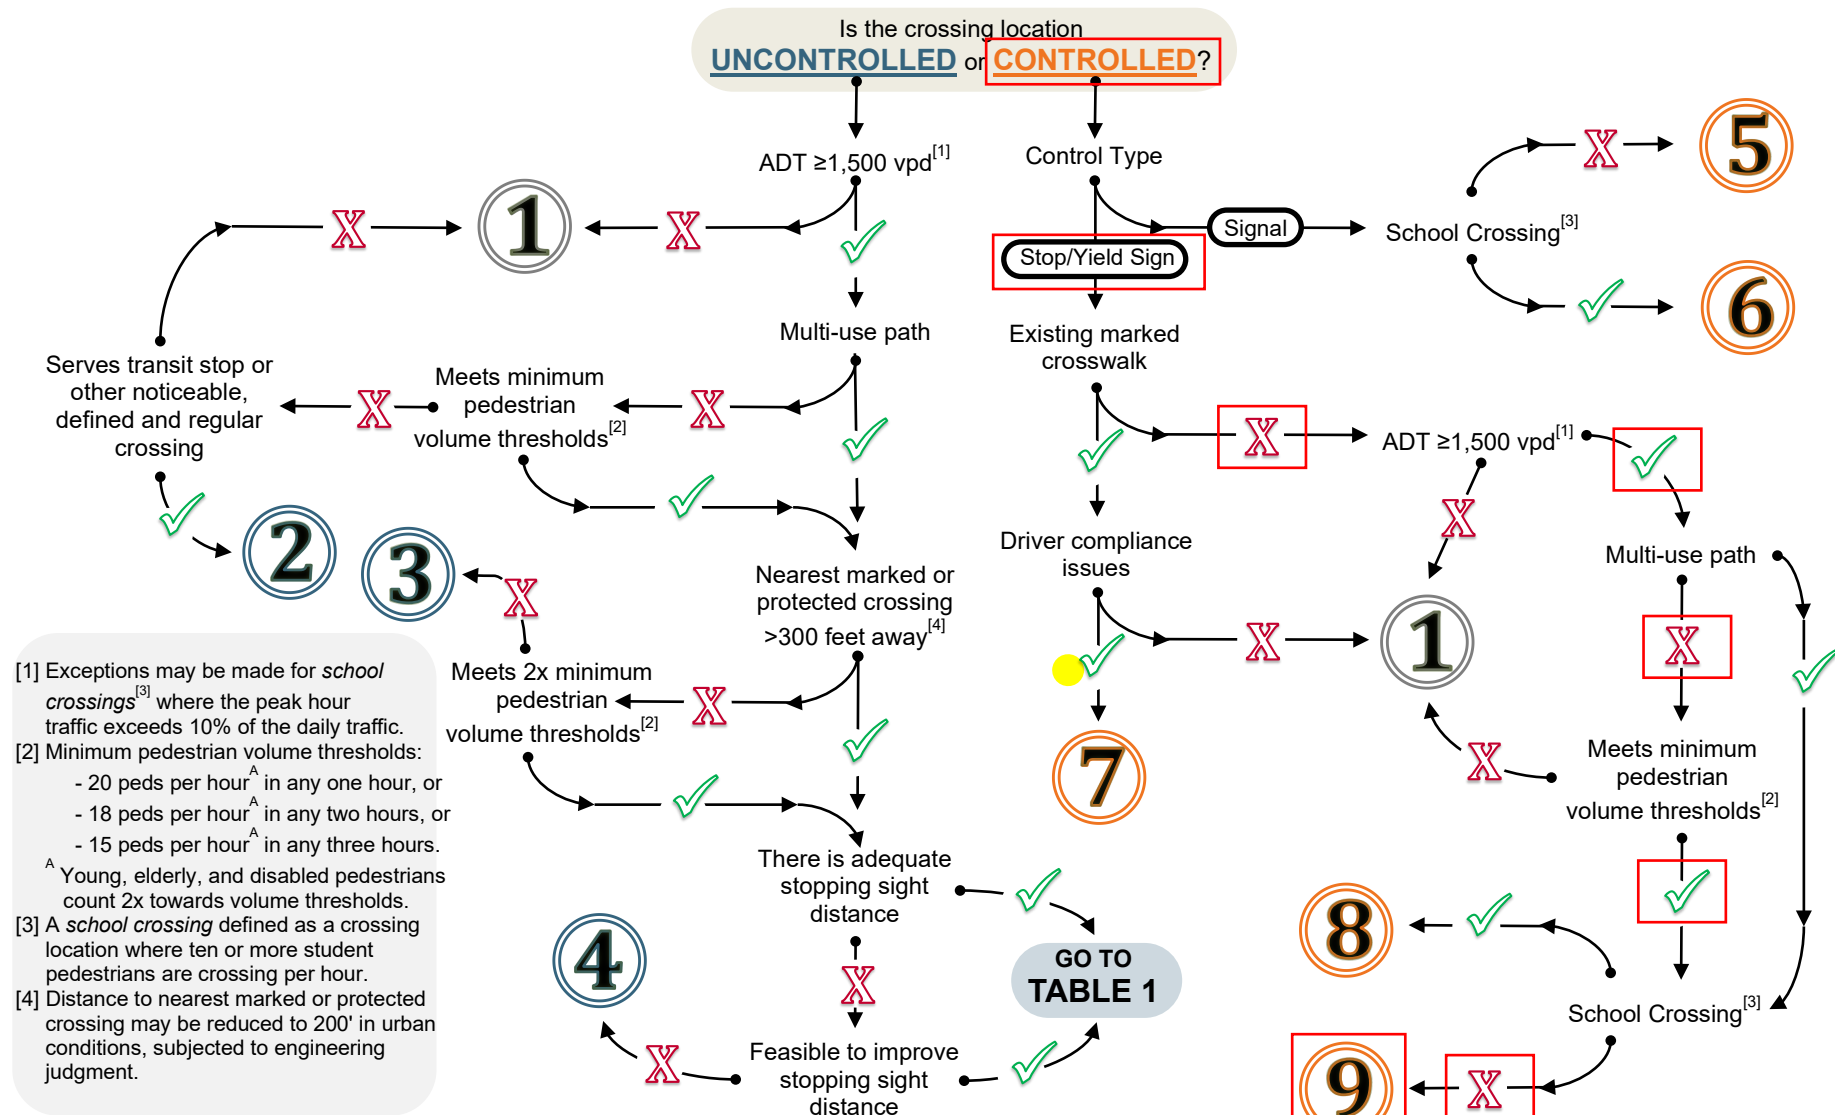 Is the crossing location
UNCONTROLLED or CONTROLLED?
ADT ≥1,500 vpd[1]
Control Type
5
1
Signal
School Crossing[3]
Stop/Yield Sign
6
Multi-use path
Existing marked
crosswalk
Serves transit stop or
other noticeable,
defined and regular
crossing
Meets minimum
pedestrian
volume thresholds[2]
ADT ≥1,500 vpd[1]
2
3
Driver compliance
issues
Multi-use path
Nearest marked or
protected crossing
>300 feet away[4]
1
Meets 2x minimum
pedestrian
volume thresholds[2]
7
Meets minimum
pedestrian
volume thresholds[2]
[1] Exceptions may be made for school
crossings[3] where the peak hour
traffic exceeds 10% of the daily traffic.
[2] Minimum pedestrian volume thresholds:
- 20 peds per hourA in any one hour, or
- 18 peds per hourA in any two hours, or
- 15 peds per hourA in any three hours.
A Young, elderly, and disabled pedestrians
count 2x towards volume thresholds.
[3] A school crossing defined as a crossing
location where ten or more student
pedestrians are crossing per hour.
[4] Distance to nearest marked or protected
crossing may be reduced to 200' in urban
conditions, subjected to engineering
judgment.
There is adequate
stopping sight
distance
4
GO TO
TABLE 1
8
School Crossing[3]
Feasible to improve
stopping sight
distance
9